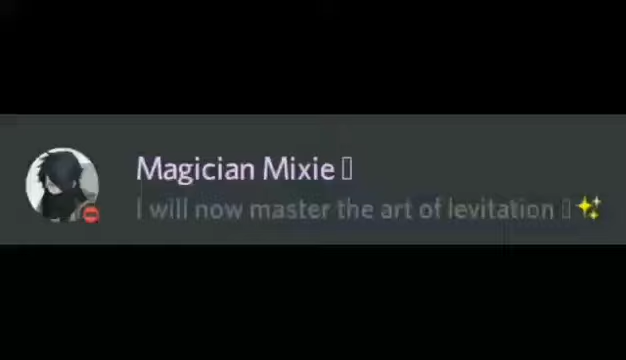 Magician Mixie ▯
I will now master the art of levitation ▯✨